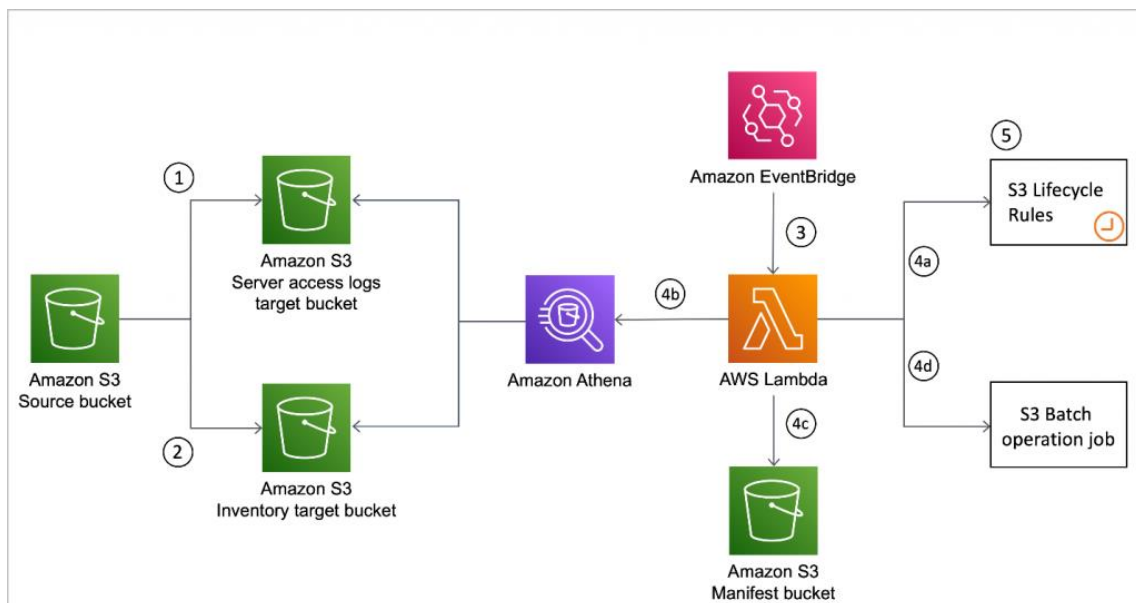 Amazon EventBridge
5
S3 Lifecycle
Rules
1
Amazon S3
Server access logs
target bucket
3
4a
4b
Amazon S3
Source bucket
Amazon Athena
AWS Lambda
4d
2
Amazon S3
Inventory target bucket
4c
S3 Batch
operation job
Amazon S3
Manifest bucket